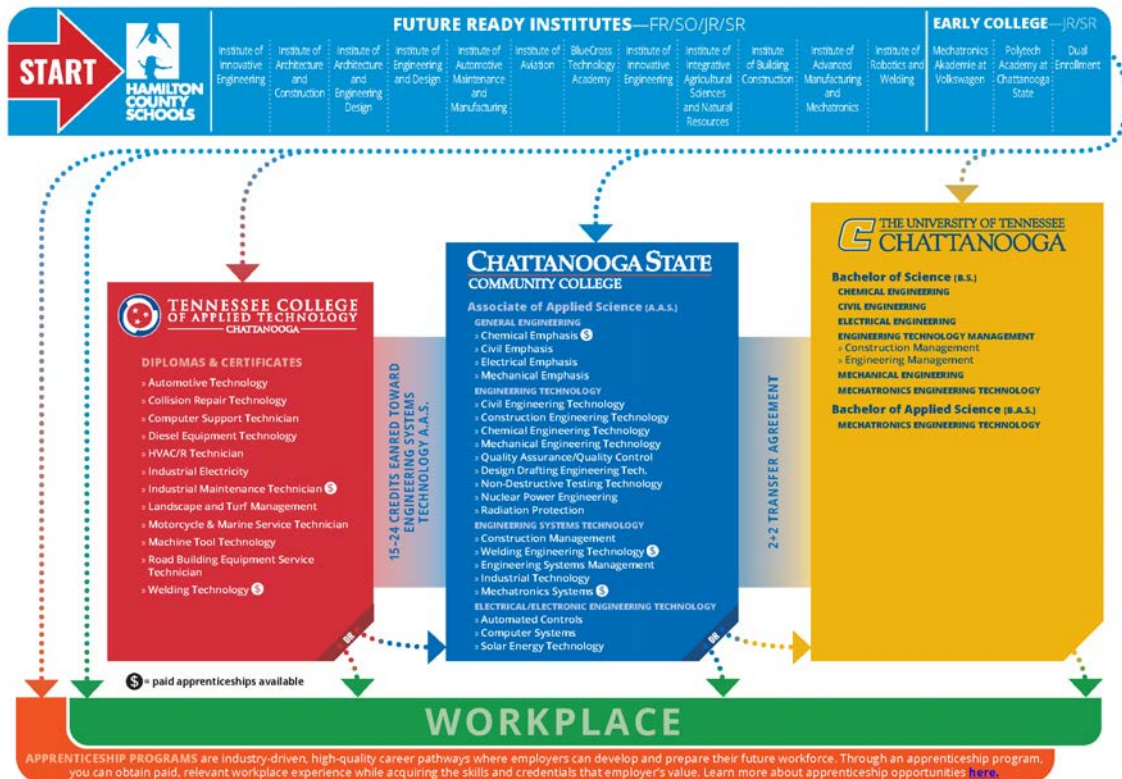 START
HAMILTON
COUNTY
SCHOOLS
FUTURE READY INSTITUTES—FR/SO/JR/SR
Institute of
Innovative
Engineering
Institute of
Architecture
and
Construction
Institute of
Architecture
and
Engineering
Design
Institute of
Engineering
and Design
Institute of
Automotive
Maintenance
and
Manufacturing
Institute of
Aviation
BlueCross
Technology
Academy
Institute of
Innovative
Engineering
Institute of
Integrative
Agricultural
Sciences
and Natural
Resources
Institute
of Building
Construction
Institute of
Advanced
Manufacturing
and
Mechatronics
Institute of
Robotics and
Welding
EARLY COLLEGE—JR/SR
Mechatronics
Akademie at
Volkswagen
Polytech
Academy at
Chattanooga
State
Dual
Enrollment
TENNESSEE COLLEGE
OF APPLIED TECHNOLOGY
CHATTANOOGA
DIPLOMAS & CERTIFICATES
» Automotive Technology
» Collision Repair Technology
» Computer Support Technician
» Diesel Equipment Technology
» HVAC/R Technician
» Industrial Electricity
» Industrial Maintenance Technician $
» Landscape and Turf Management
» Motorcycle & Marine Service Technician
» Machine Tool Technology
» Road Building Equipment Service
Technician
» Welding Technology $
OR
15–24 CREDITS EANRED TOWARD
ENGINEERING SYSTEMS
TECHNOLOGY A.A.S.
CHATTANOOGA STATE
COMMUNITY COLLEGE
Associate of Applied Science (A.A.S.)
GENERAL ENGINEERING
» Chemical Emphasis $
» Civil Emphasis
» Electrical Emphasis
» Mechanical Emphasis
ENGINEERING TECHNOLOGY
» Civil Engineering Technology
» Construction Engineering Technology
» Chemical Engineering Technology
» Mechanical Engineering Technology
» Quality Assurance/Quality Control
» Design Drafting Engineering Tech.
» Non-Destructive Testing Technology
» Nuclear Power Engineering
» Radiation Protection
ENGINEERING SYSTEMS TECHNOLOGY
» Construction Management
» Welding Engineering Technology $
» Engineering Systems Management
» Industrial Technology
» Mechatronics Systems $
ELECTRICAL/ELECTRONIC ENGINEERING TECHNOLOGY
» Automated Controls
» Computer Systems
» Solar Energy Technology
OR
2+2 TRANSFER AGREEMENT
C
THE UNIVERSITY OF TENNESSEE
CHATTANOOGA
Bachelor of Science (B.S.)
CHEMICAL ENGINEERING
CIVIL ENGINEERING
ELECTRICAL ENGINEERING
ENGINEERING TECHNOLOGY MANAGEMENT
» Construction Management
» Engineering Management
MECHANICAL ENGINEERING
MECHATRONICS ENGINEERING TECHNOLOGY
Bachelor of Applied Science (B.A.S.)
MECHATRONICS ENGINEERING TECHNOLOGY
$ = paid apprenticeships available
WORKPLACE
APPRENTICESHIP PROGRAMS are industry-driven, high-quality career pathways where employers can develop and prepare their future workforce. Through an apprenticeship program,
you can obtain paid, relevant workplace experience while acquiring the skills and credentials that employer's value. Learn more about apprenticeship opportunities here.